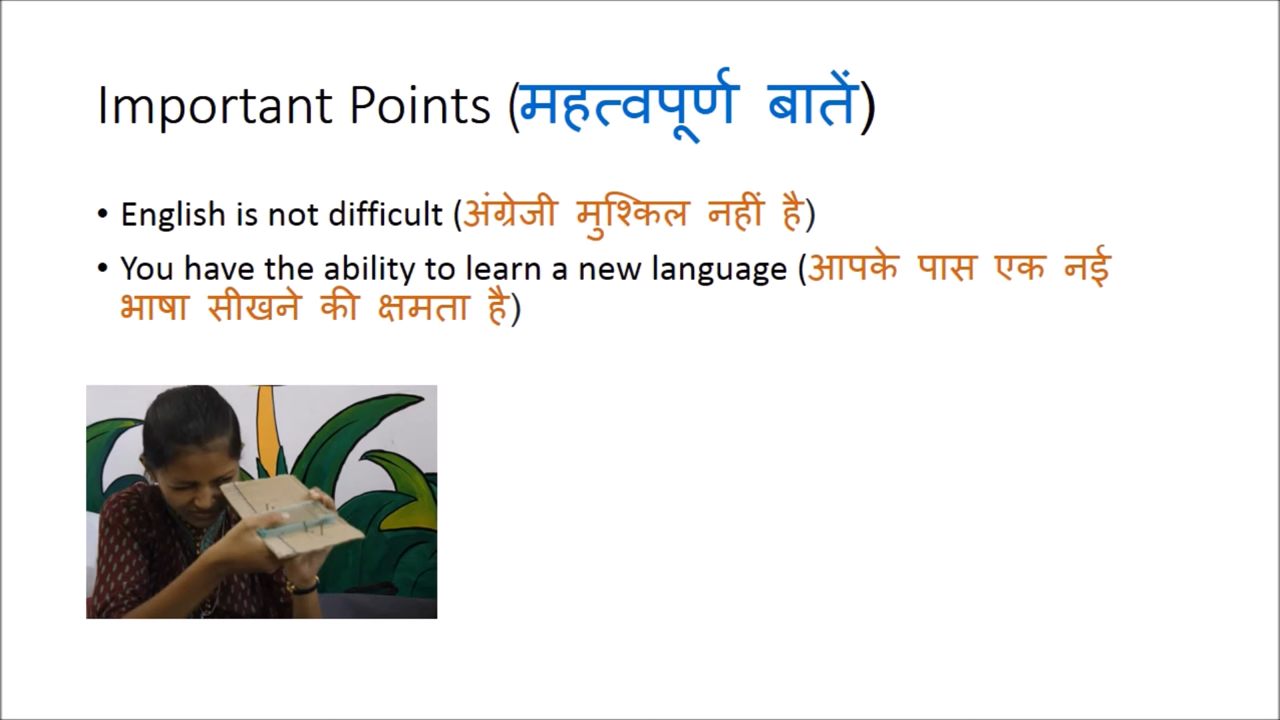 Important Points (महत्वपूर्ण बातें)
• English is not difficult (अंग्रेजी मुश्किल नहीं है)
• You have the ability to learn a new language (आपके पास एक नई
भाषा सीखने की क्षमता है)